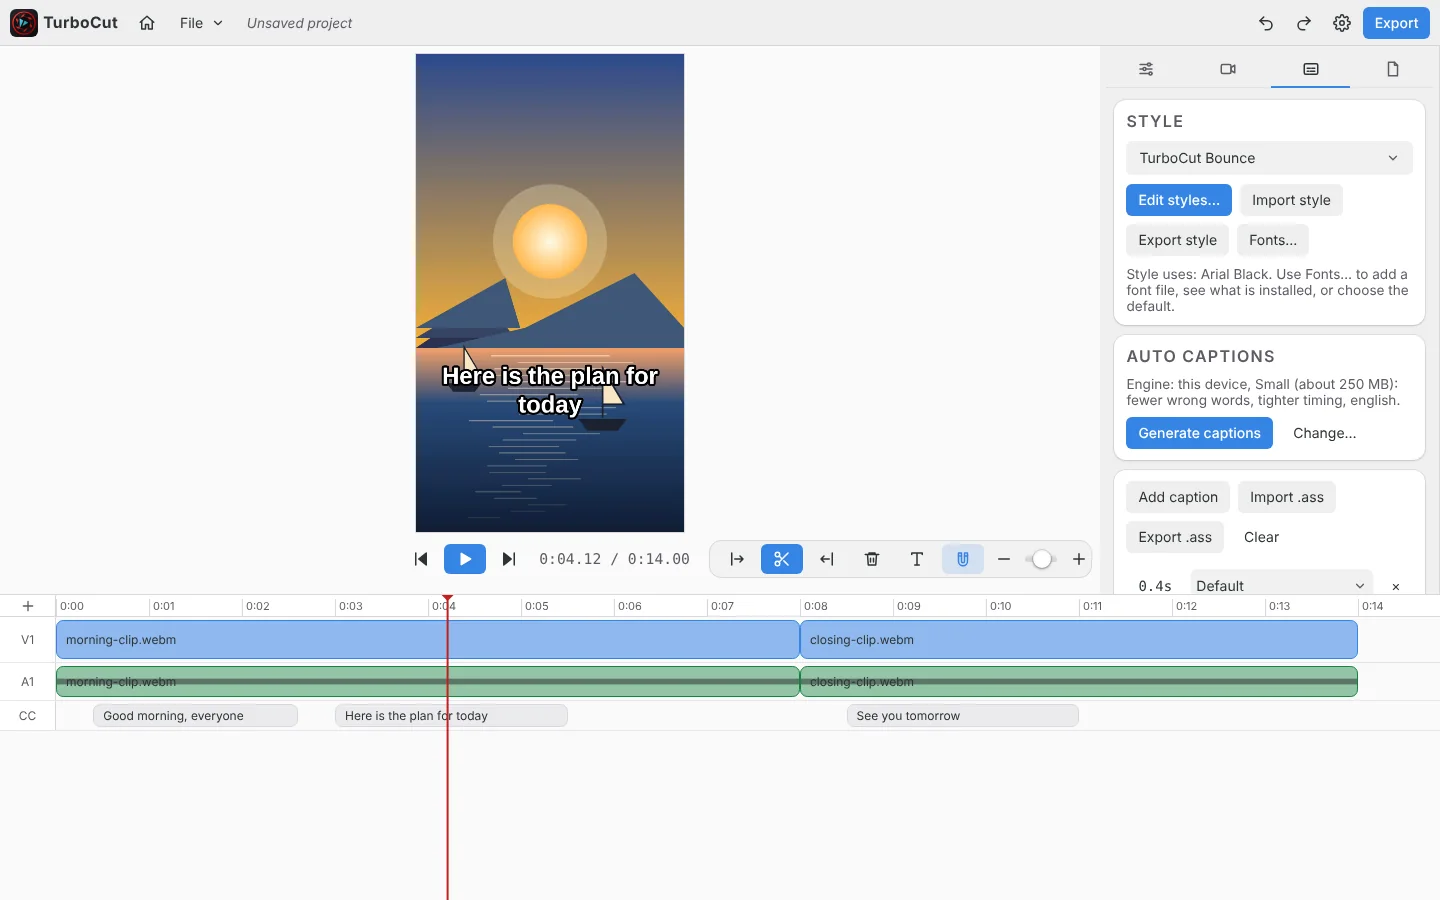 TurboCut
File
Unsaved project
Export
STYLE
TurboCut Bounce
Edit styles...
Import style
Export style
Fonts...
Style uses: Arial Black. Use Fonts... to add a
font file, see what is installed, or choose the
default.
AUTO CAPTIONS
Engine: this device, Small (about 250 MB):
fewer wrong words, tighter timing, english.
Generate captions
Change...
Add caption
Import .ass
Export .ass
Clear
0.4s
Default
×
Here is the plan for
today
0:04.12 / 0:14.00
0:00
0:01
0:02
0:03
0:04
0:05
0:06
0:07
0:08
0:09
0:10
0:11
0:12
0:13
0:14
V1
morning-clip.webm
closing-clip.webm
A1
morning-clip.webm
closing-clip.webm
CC
Good morning, everyone
Here is the plan for today
See you tomorrow